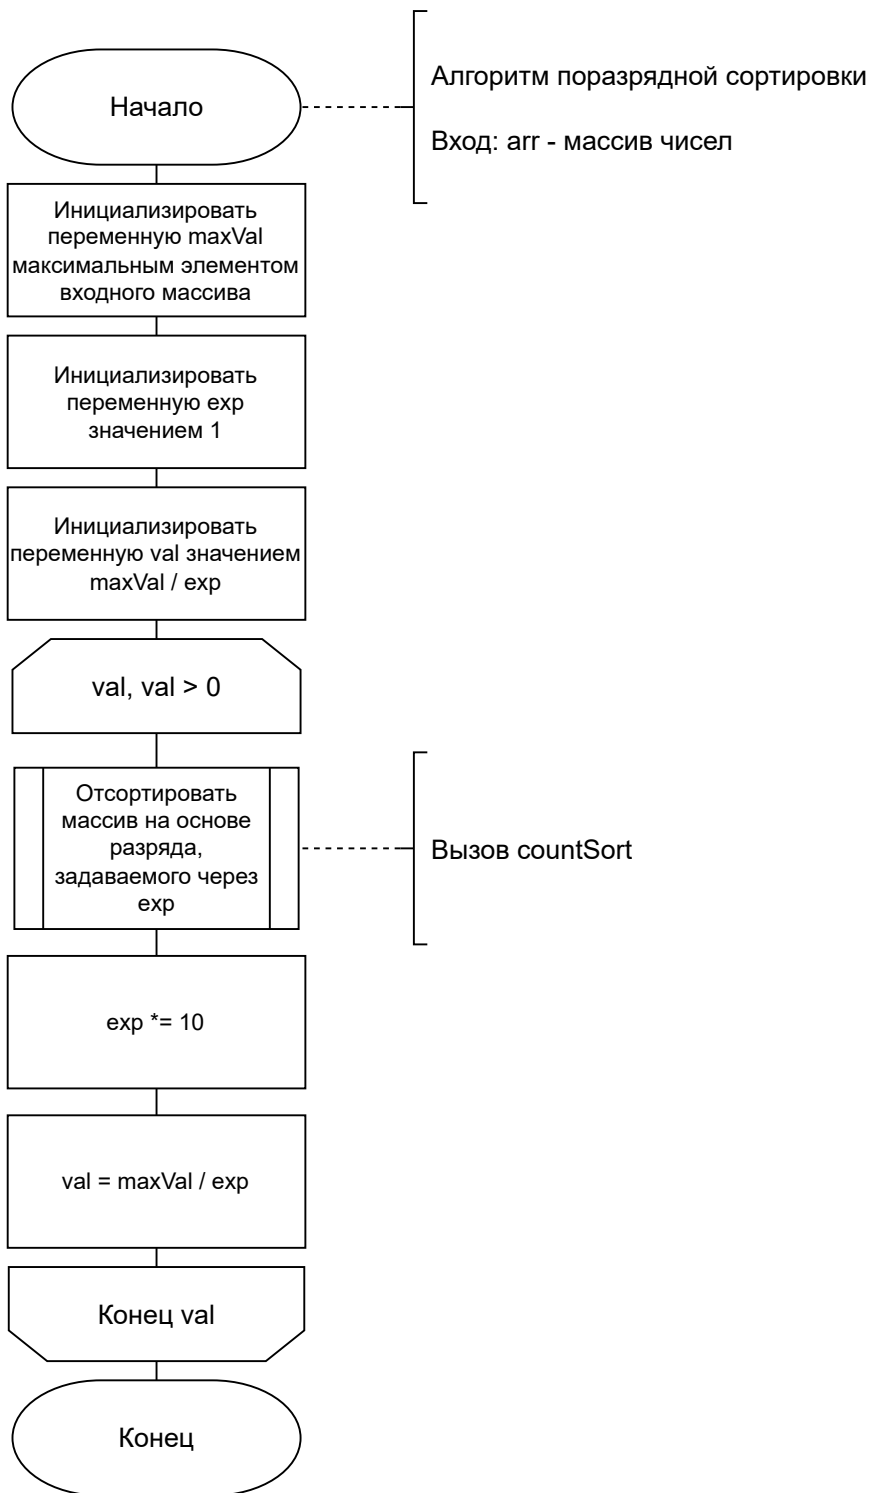 Начало
Алгоритм поразрядной сортировки
Вход: arr - массив чисел
Инициализировать
переменную maxVal
максимальным элементом
входного массива
Инициализировать
переменную exp
значением 1
Инициализировать
переменную val значением
maxVal / exp
val, val > 0
Отсортировать
массив на основе
разряда,
задаваемого через
exp
Вызов countSort
exp *= 10
val = maxVal / exp
Конец val
Конец